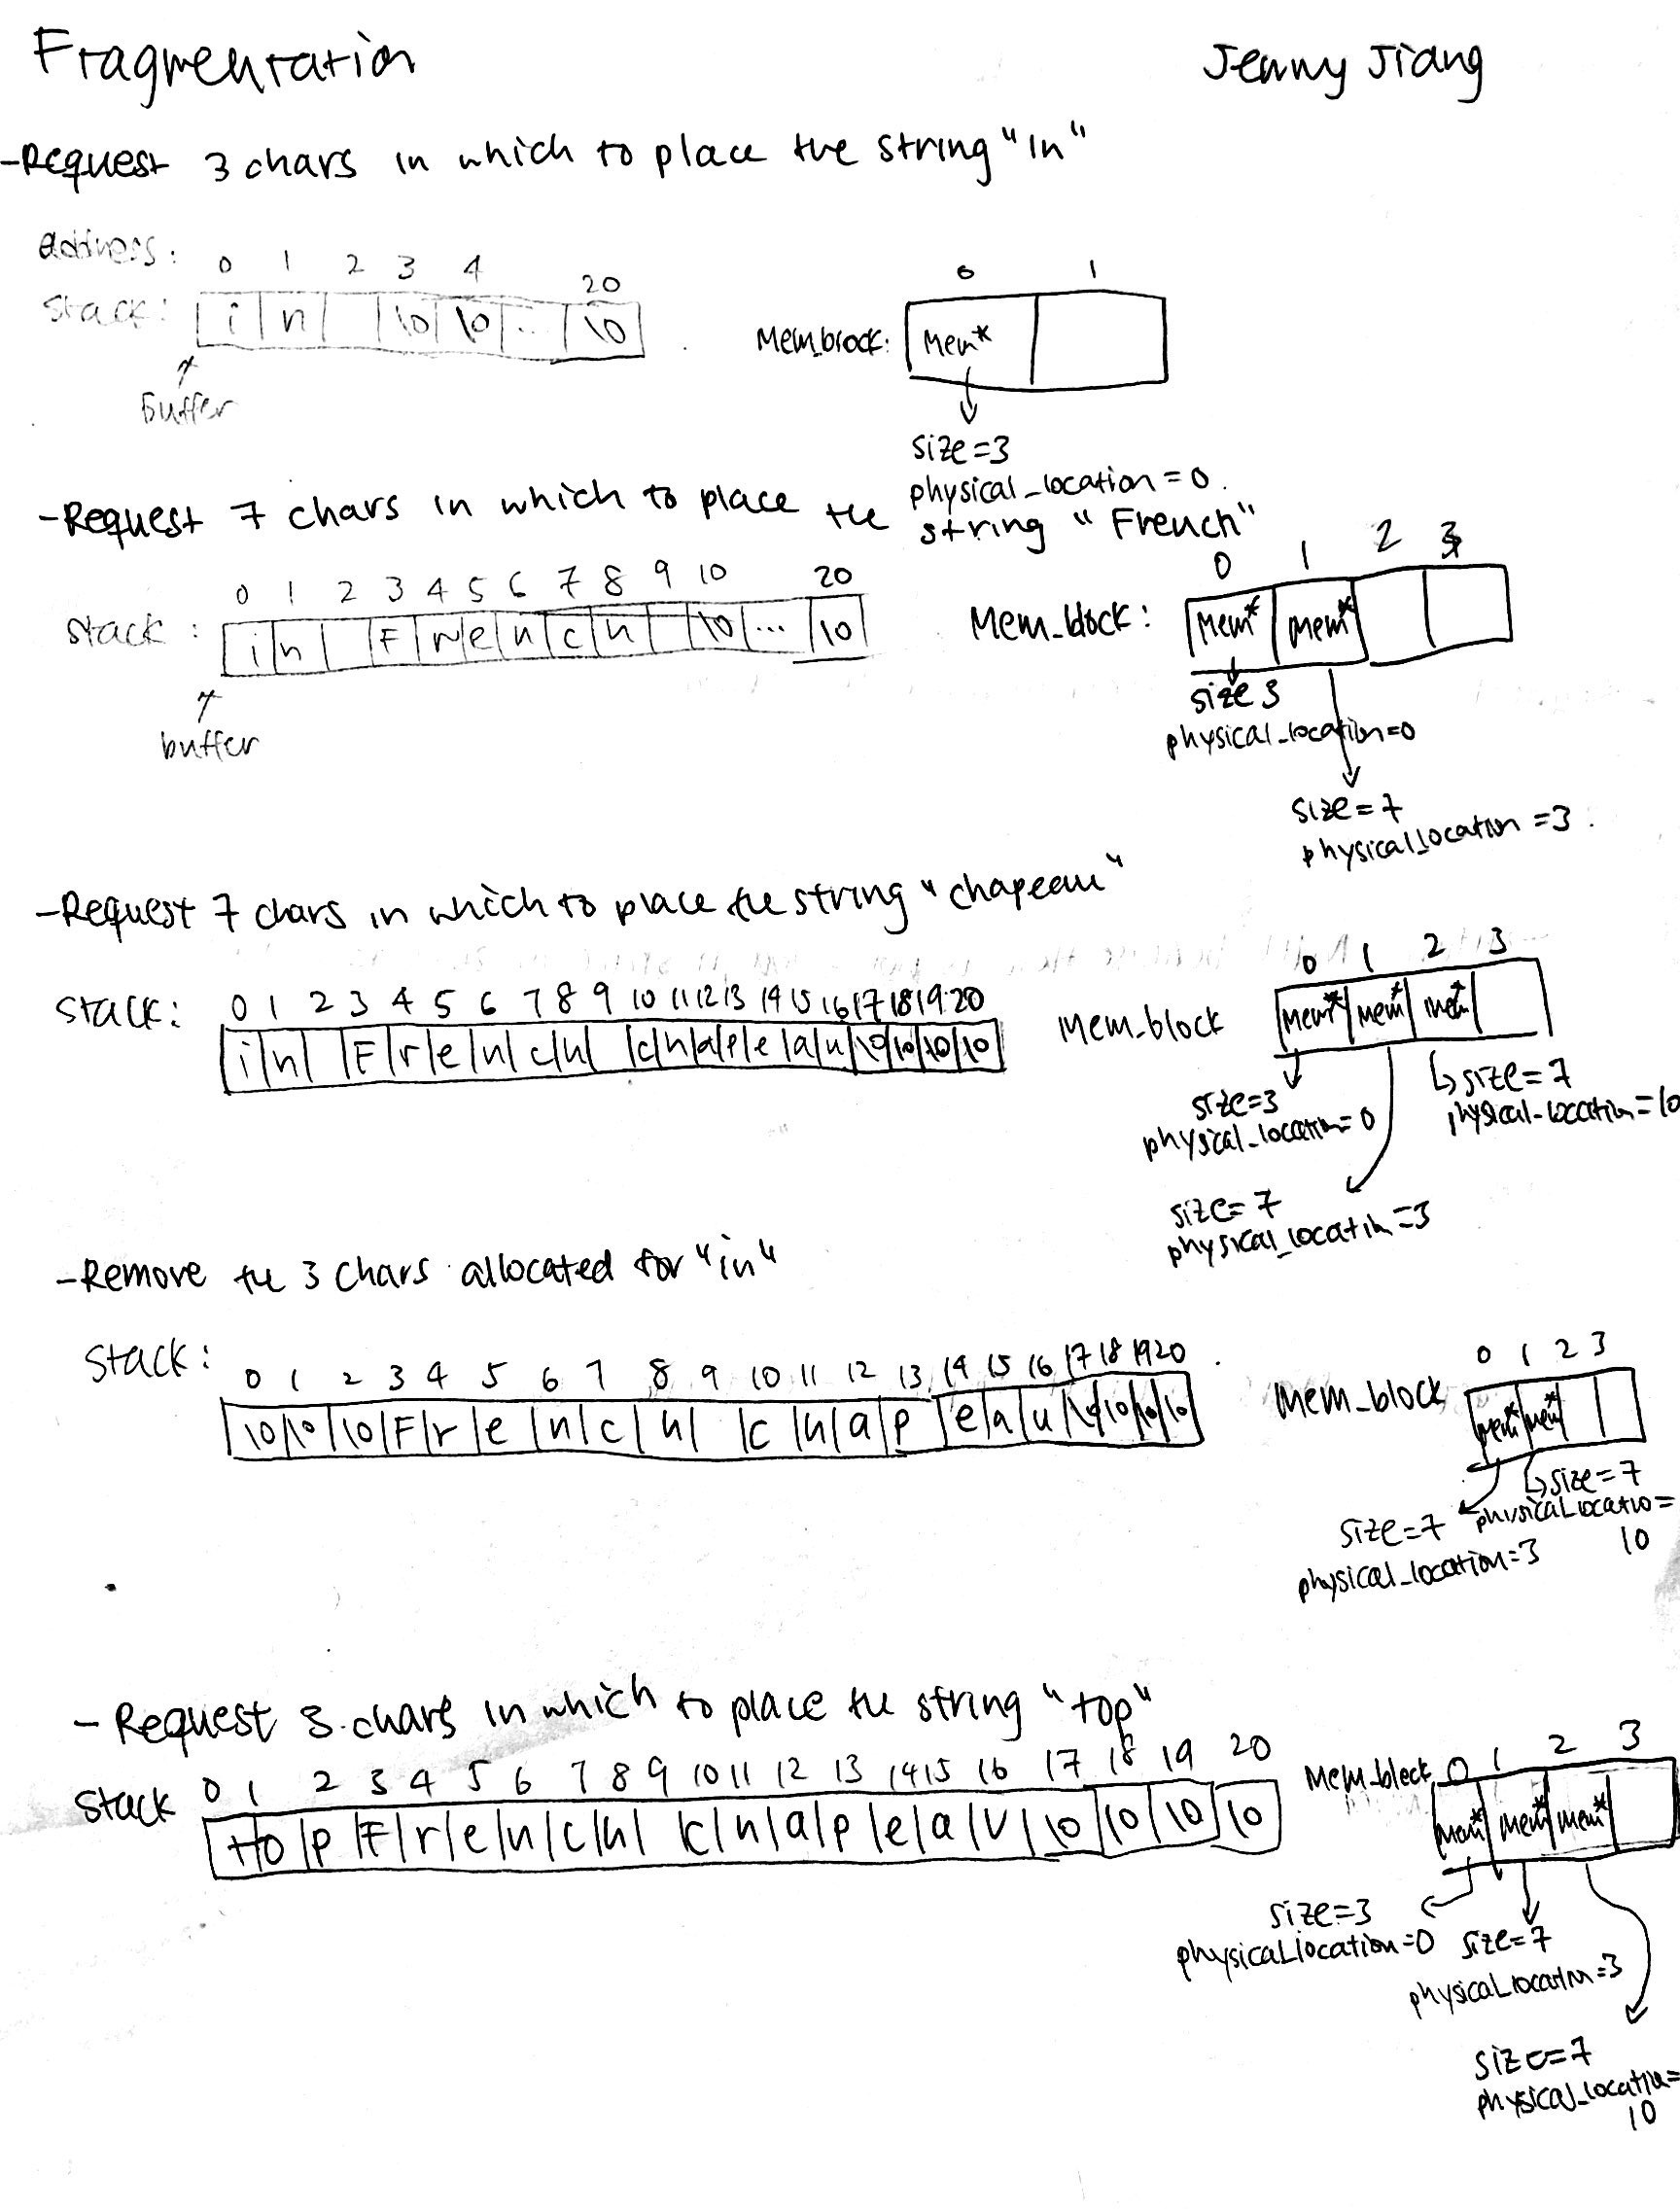 Fragmentation
Jenny Jiang
-Request 3 chars in which to place the string "in"
address: 0 1 2 3 4 20
stack: i n \0 \0 ... \0
buffer
Mem_block: 0 1
Mem*
size=3
physical_location=0.
-Request 7 chars in which to place the string "French"
0 1 2 3 4 5 6 7 8 9 10 20
stack: i n F r e n c h \0 ... \0
buffer
0 1 2 3
Mem_block: Mem* Mem*
size 3
physical_location=0
size=7
physical_location=3.
-Request 7 chars in which to place the string "chapeau"
stack: 0 1 2 3 4 5 6 7 8 9 10 11 12 13 14 15 16 17 18 19 20
i n F r e n c h c h a p e a u \0 \0 \0 \0
0 1 2 3
Mem_block Mem* Mem* Mem*
size=3
physical_location=0
size=7
physical_location=10
size=7
physical_location=3
-Remove the 3 chars allocated for "in"
stack: 0 1 2 3 4 5 6 7 8 9 10 11 12 13 14 15 16 17 18 19 20
\0 \0 \0 F r e n c h c h a p e a u \0 \0 \0 \0
0 1 2 3
Mem_block Mem* Mem*
size=7
physical_locatio=
10
size=7
physical_location=3
- Request 3 chars in which to place the string "top"
0 1 2 3 4 5 6 7 8 9 10 11 12 13 14 15 16 17 18 19 20
stack t o p F r e n c h c h a p e a u \0 \0 \0 \0
Mem_block 0 1 2 3
Mem* Mem* Mem*
size=3
physical_location=0
size=7
physical_location=3
size=7
physical_location=
10